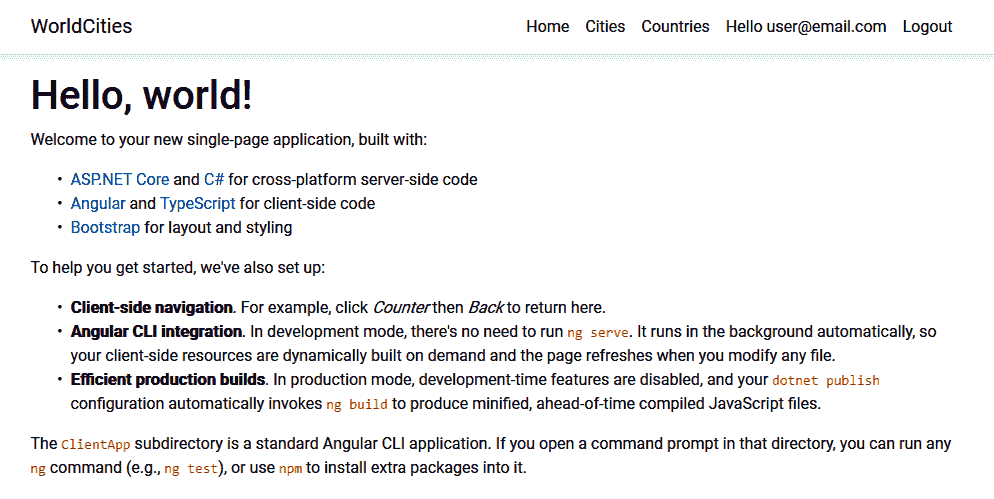 WorldCities
Home Cities Countries Hello user@email.com Logout
Hello, world!
Welcome to your new single-page application, built with:
• ASP.NET Core and C# for cross-platform server-side code
• Angular and TypeScript for client-side code
• Bootstrap for layout and styling
To help you get started, we've also set up:
• Client-side navigation. For example, click Counter then Back to return here.
• Angular CLI integration. In development mode, there's no need to run ng serve. It runs in the background automatically, so
your client-side resources are dynamically built on demand and the page refreshes when you modify any file.
• Efficient production builds. In production mode, development-time features are disabled, and your dotnet publish
configuration automatically invokes ng build to produce minified, ahead-of-time compiled JavaScript files.
The ClientApp subdirectory is a standard Angular CLI application. If you open a command prompt in that directory, you can run any
ng command (e.g., ng test), or use npm to install extra packages into it.